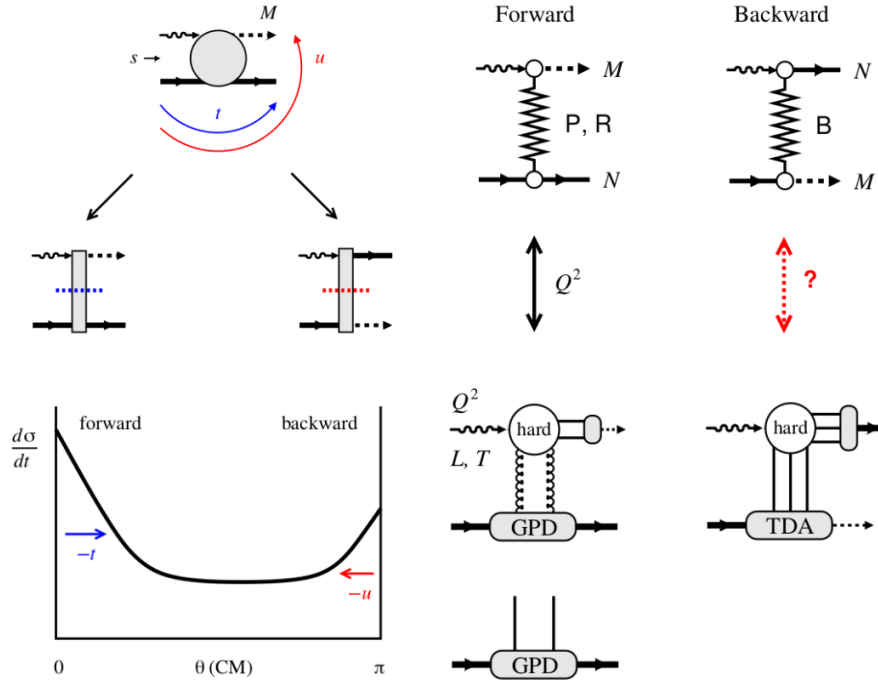 M
s →
u
t
Forward
M
P, R
N
Q²
Backward
N
B
M
?
dσ
dt
forward
backward
−t
−u
0
θ (CM)
π
Q²
L, T
hard
GPD
GPD
hard
TDA